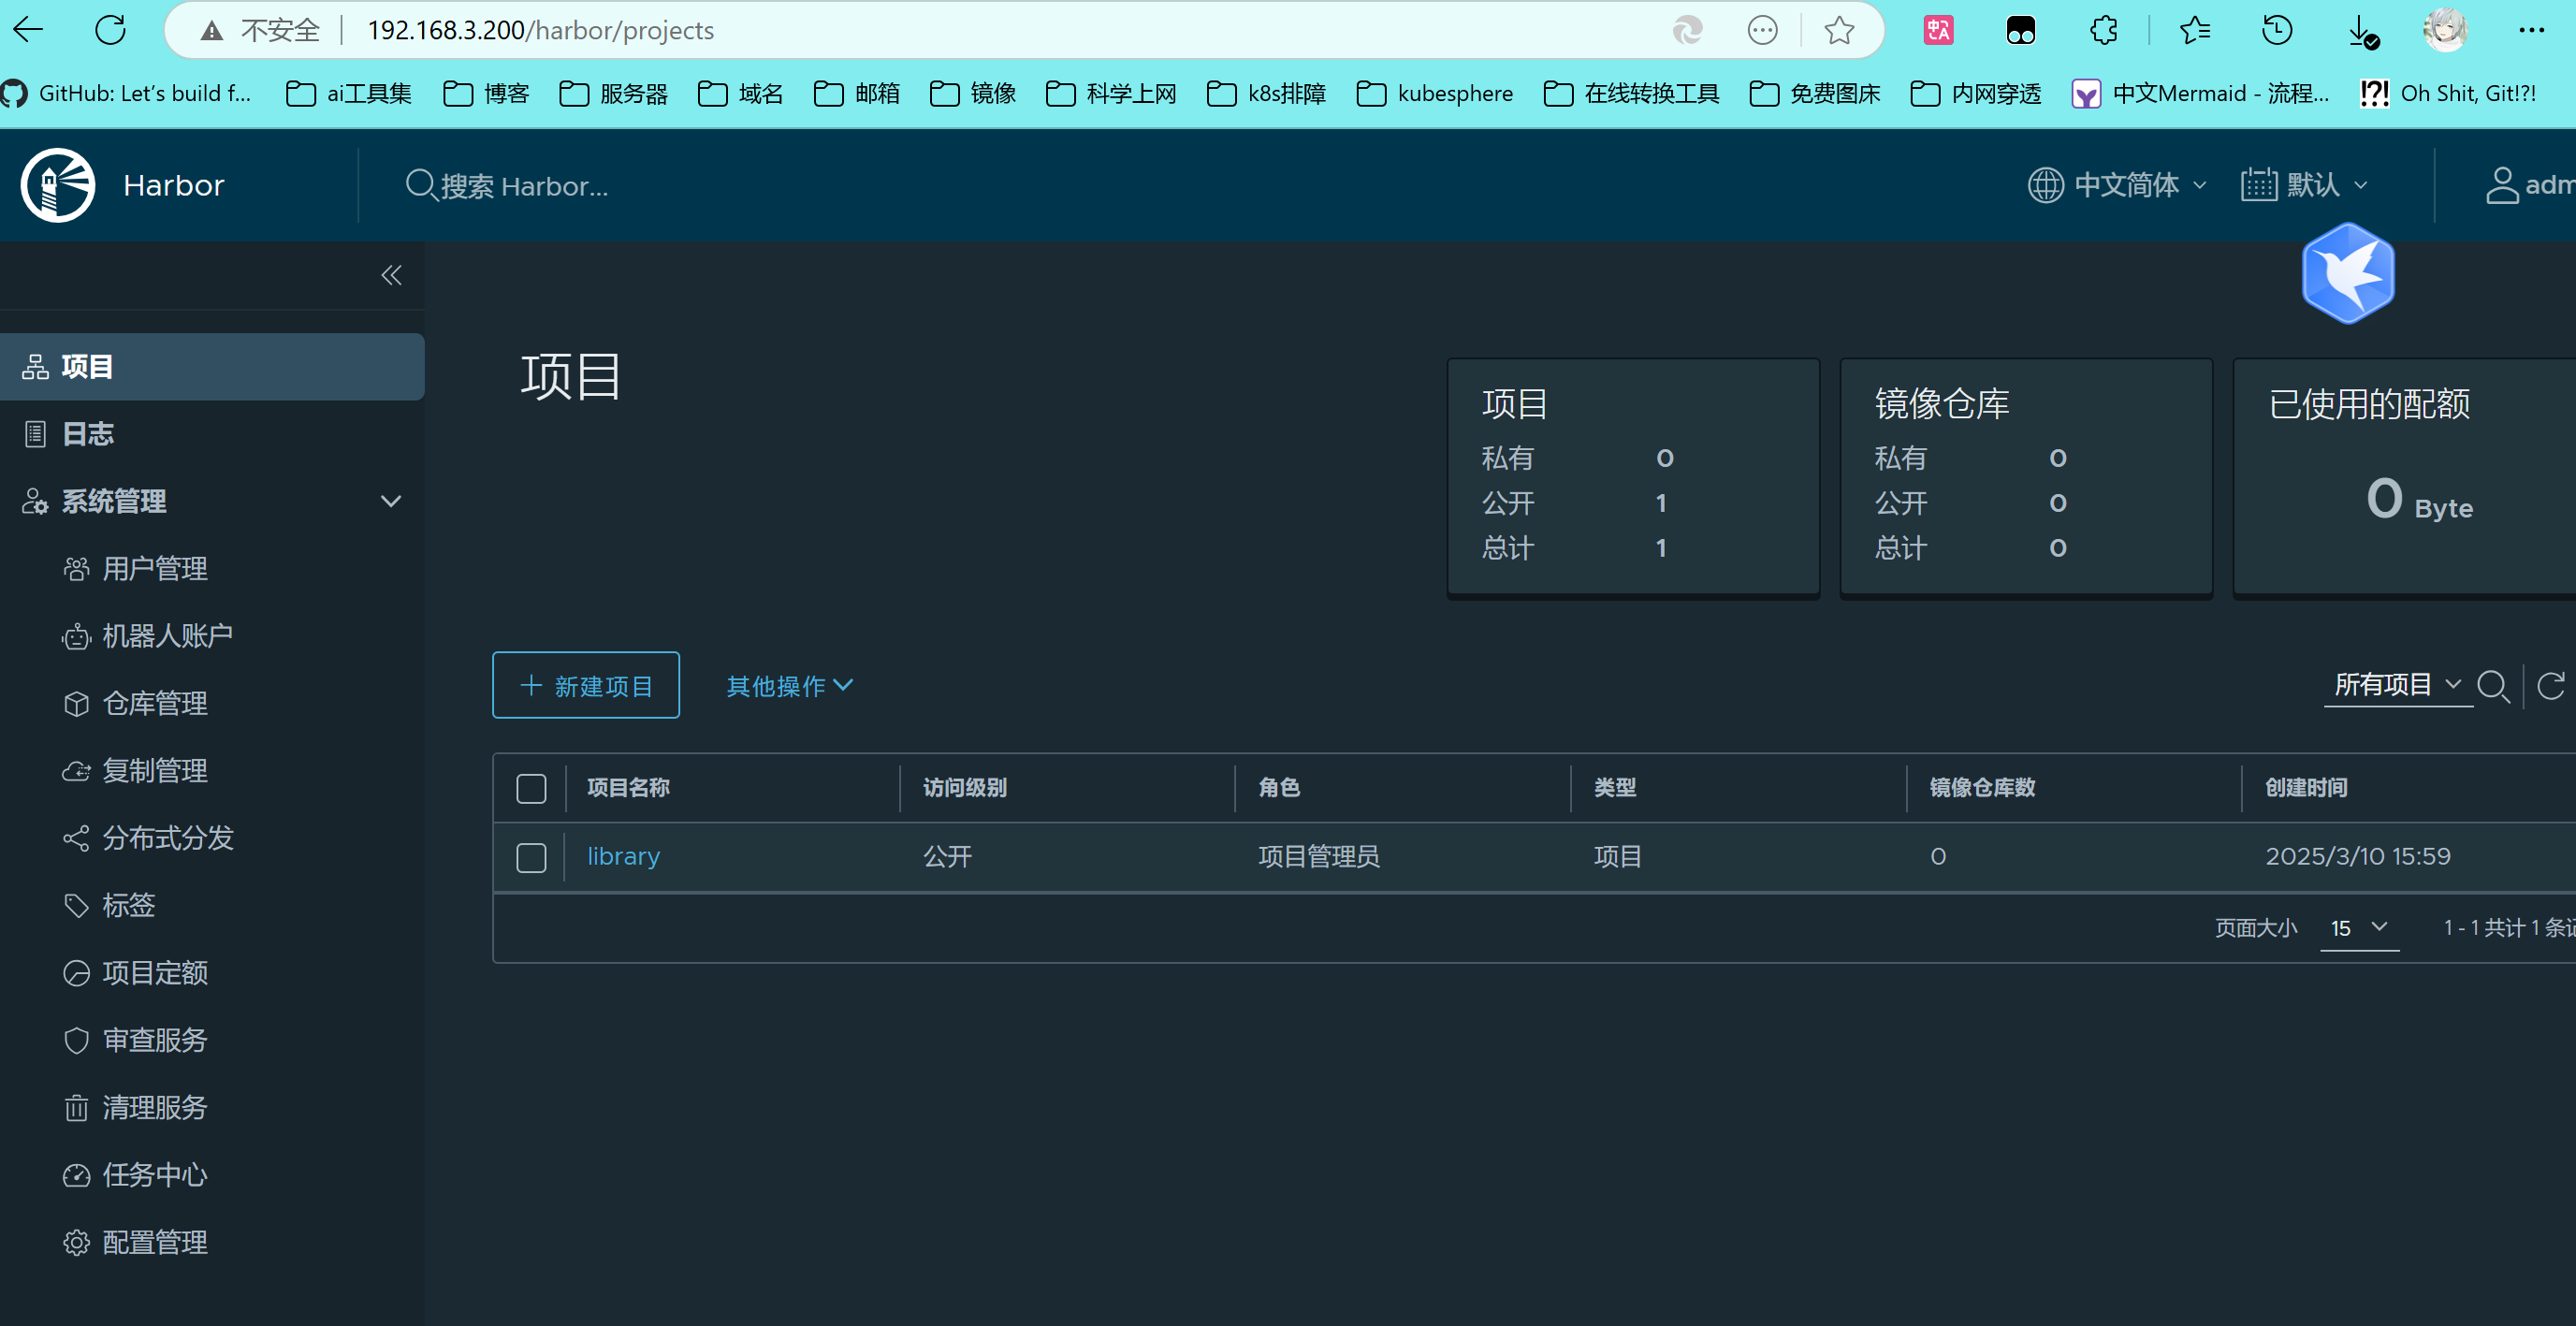 不安全 192.168.3.200/harbor/projects
GitHub: Let's build f... ai工具集 博客 服务器 域名 邮箱 镜像 科学上网 k8s排障 kubesphere 在线转换工具 免费图床 内网穿透 中文Mermaid - 流程... Oh Shit, Git!?!
Harbor 搜索 Harbor... 中文简体 默认 adm
项目
日志
系统管理
用户管理
机器人账户
仓库管理
复制管理
分布式分发
标签
项目定额
审查服务
清理服务
任务中心
配置管理
项目
项目
私有 0
公开 1
总计 1
镜像仓库
私有 0
公开 0
总计 0
已使用的配额
0 Byte
新建项目 其他操作 所有项目
项目名称 访问级别 角色 类型 镜像仓库数 创建时间
library 公开 项目管理员 项目 0 2025/3/10 15:59
页面大小 15 1 - 1 共计 1 条记